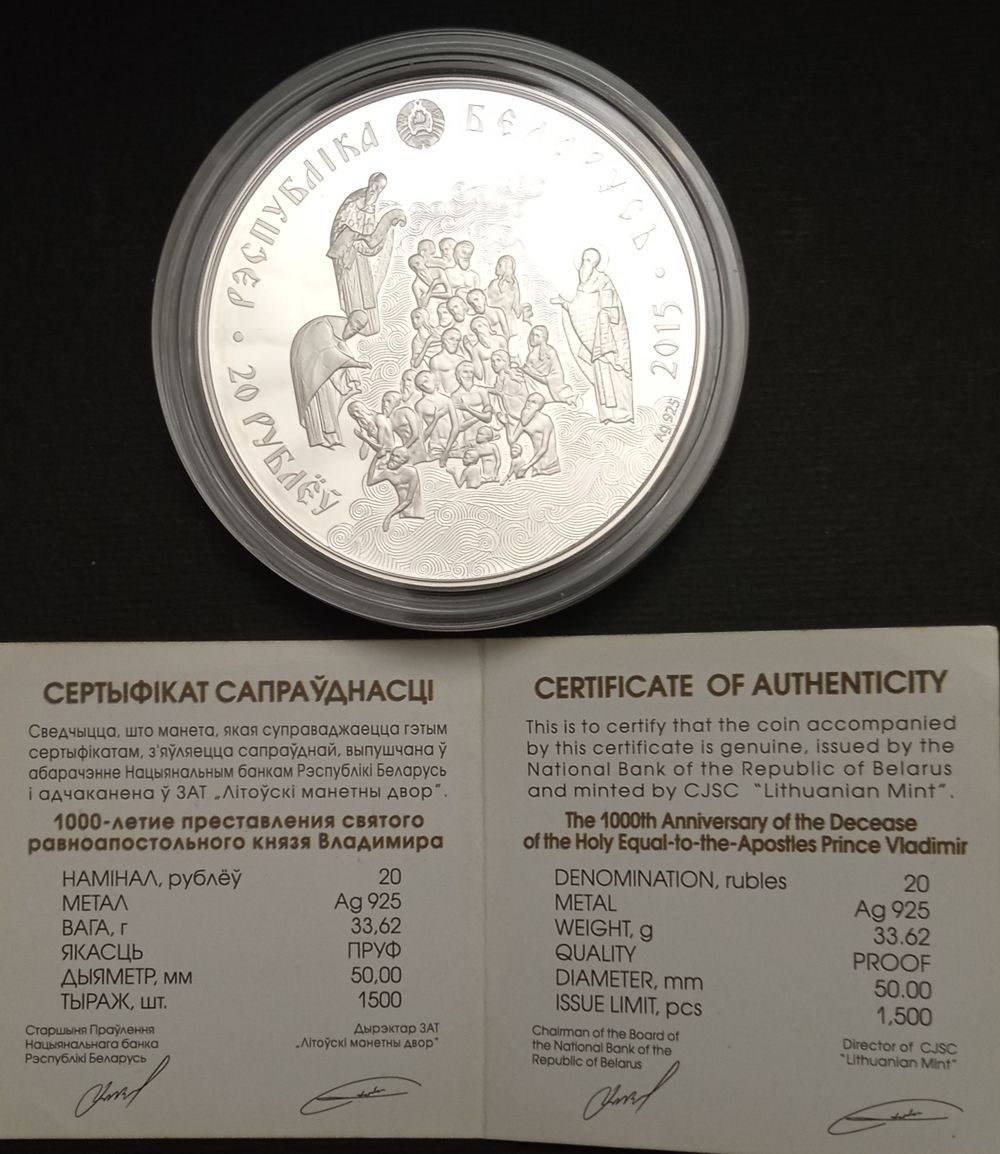 РЭСПУБЛІКА БЕЛАРУСЬ
20 РУБЛЁЎ
2015
Ag 925
СЕРТЫФІКАТ САПРАЎДНАСЦІ
Сведчыцца, што манета, якая суправаджаецца гэтым
сертыфікатам, з'яўляецца сапраўднай, выпушчана ў
абарачэнне Нацыянальным банкам Рэспублікі Беларусь
і адчаканена ў ЗАТ „Літоўскі манетны двор".
1000-летие преставления святого
равноапостольного князя Владимира
НАМІНАЛ, рублёў 20
МЕТАЛ Ag 925
ВАГА, г 33,62
ЯКАСЦЬ ПРУФ
ДЫЯМЕТР, мм 50,00
ТЫРАЖ, шт. 1500
Старшыня Праўлення
Нацыянальнага банка
Рэспублікі Беларусь
Дырэктар ЗАТ
„Літоўскі манетны двор"
CERTIFICATE OF AUTHENTICITY
This is to certify that the coin accompanied
by this certificate is genuine, issued by the
National Bank of the Republic of Belarus
and minted by CJSC "Lithuanian Mint".
The 1000th Anniversary of the Decease
of the Holy Equal-to-the-Apostles Prince Vladimir
DENOMINATION, rubles 20
METAL Ag 925
WEIGHT, g 33.62
QUALITY PROOF
DIAMETER, mm 50.00
ISSUE LIMIT, pcs 1,500
Chairman of the Board of
the National Bank of the
Republic of Belarus
Director of CJSC
"Lithuanian Mint"